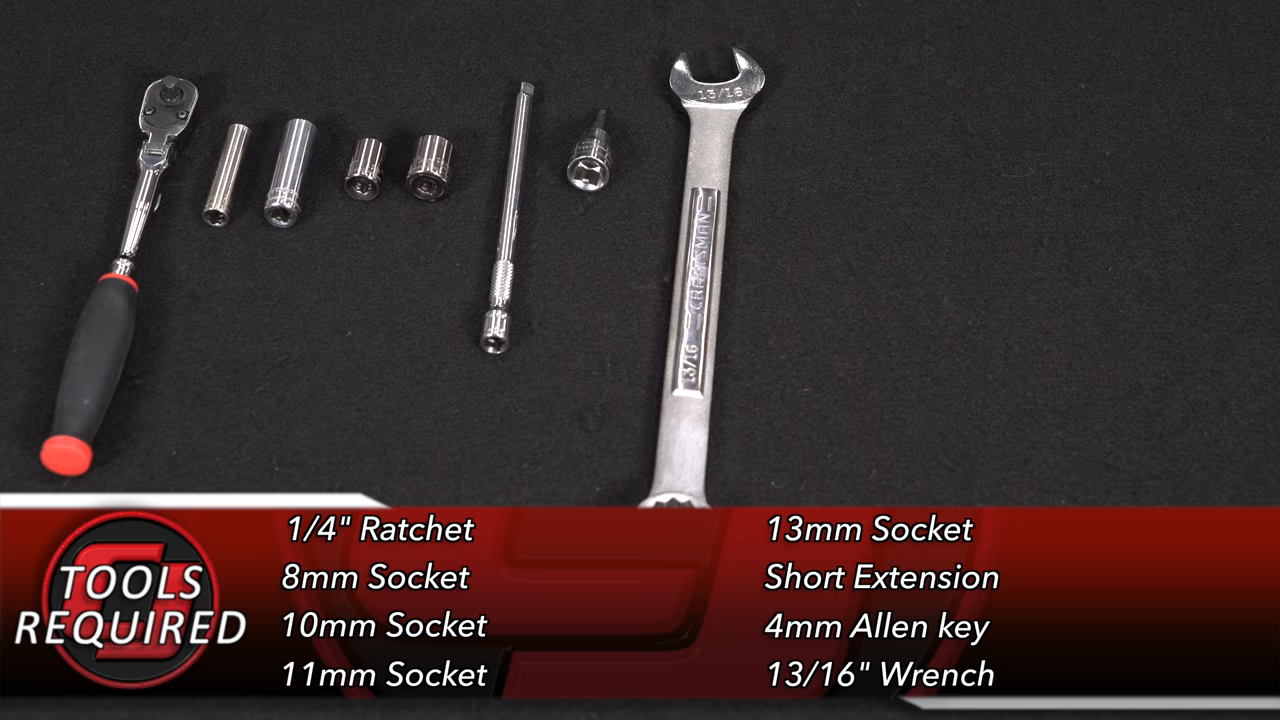 13/16
CRAFTSMAN
13/16
TOOLS
REQUIRED
1/4" Ratchet
8mm Socket
10mm Socket
11mm Socket
13mm Socket
Short Extension
4mm Allen key
13/16" Wrench